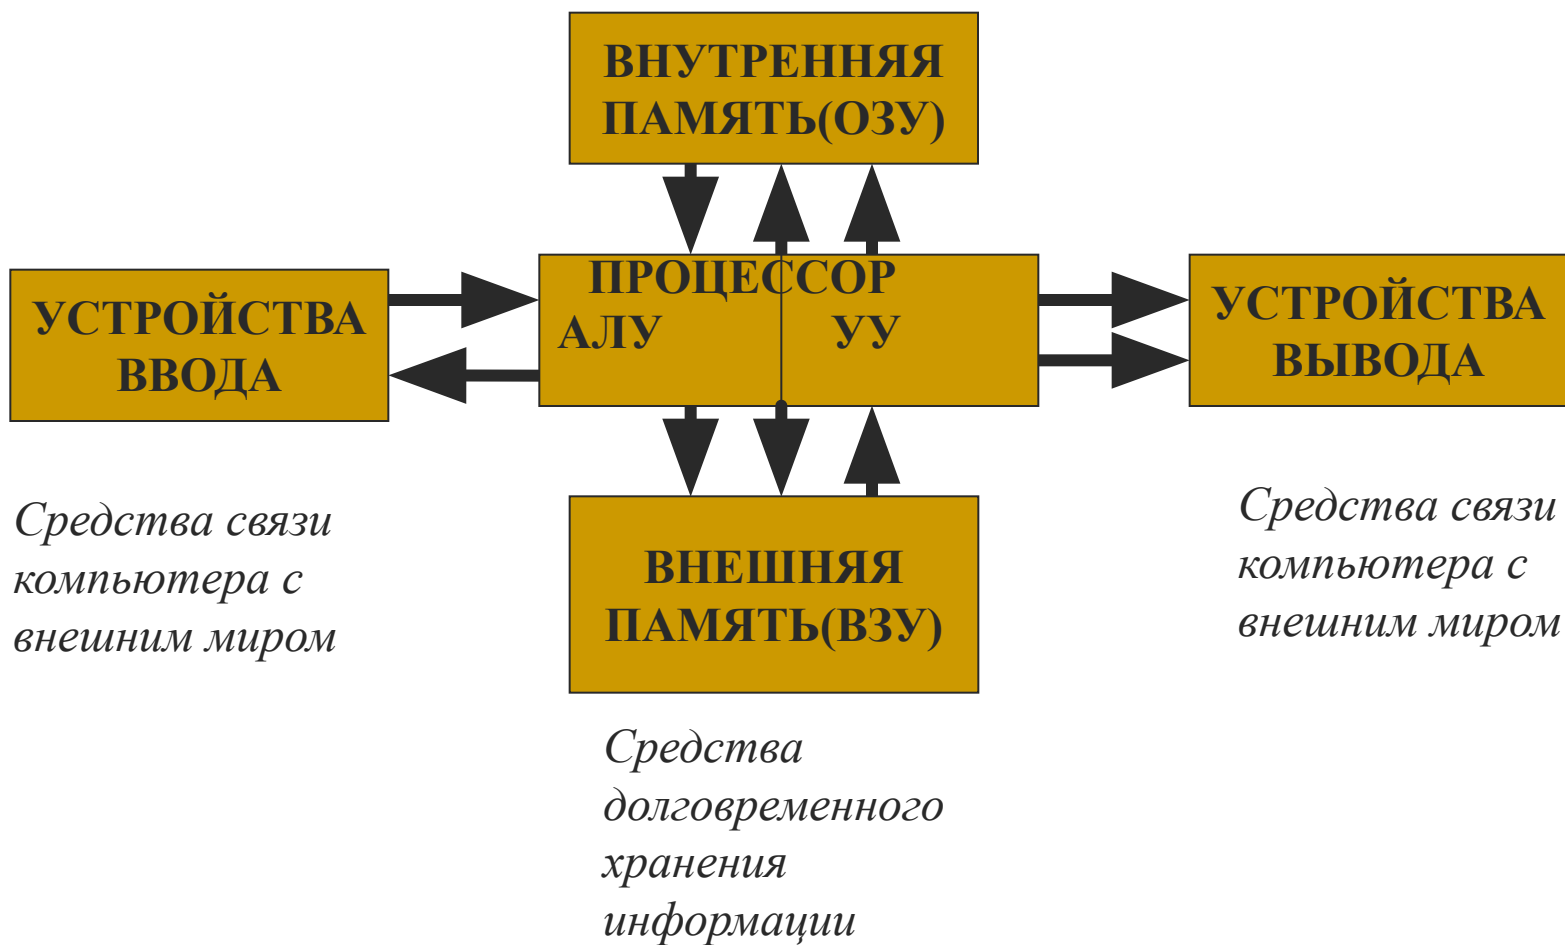 ВНУТРЕННЯЯ
ПАМЯТЬ(ОЗУ)
УСТРОЙСТВА
ВВОДА
ПРОЦЕССОР
АЛУ УУ
УСТРОЙСТВА
ВЫВОДА
Средства связи
компьютера с
внешним миром
ВНЕШНЯЯ
ПАМЯТЬ(ВЗУ)
Средства связи
компьютера с
внешним миром
Средства
долговременного
хранения
информации